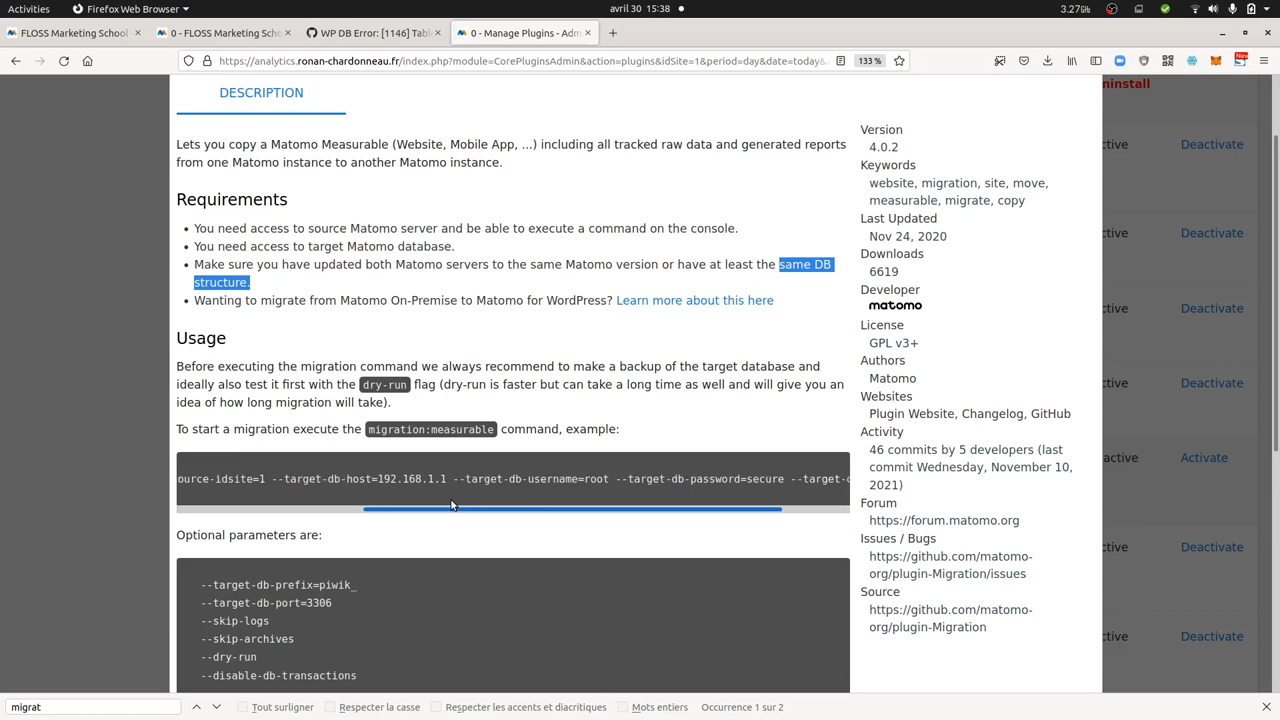 Activities
Firefox Web Browser
avril 30 15:38
3.27GHz
FLOSS Marketing School
0 - FLOSS Marketing Scho
WP DB Error: [1146] Tabl
0 - Manage Plugins - Adm
https://analytics.ronan-chardonneau.fr/index.php?module=CorePluginsAdmin&action=plugins&idSite=1&period=day&date=today&
133 %
New
DESCRIPTION
Lets you copy a Matomo Measurable (Website, Mobile App, ...) including all tracked raw data and generated reports
from one Matomo instance to another Matomo instance.
Requirements
• You need access to source Matomo server and be able to execute a command on the console.
• You need access to target Matomo database.
• Make sure you have updated both Matomo servers to the same Matomo version or have at least the same DB
structure.
• Wanting to migrate from Matomo On-Premise to Matomo for WordPress? Learn more about this here
Usage
Before executing the migration command we always recommend to make a backup of the target database and
ideally also test it first with the dry-run flag (dry-run is faster but can take a long time as well and will give you an
idea of how long migration will take).
To start a migration execute the migration:measurable command, example:
ource-idsite=1 --target-db-host=192.168.1.1 --target-db-username=root --target-db-password=secure --target-
Optional parameters are:
--target-db-prefix=piwik_
--target-db-port=3306
--skip-logs
--skip-archives
--dry-run
--disable-db-transactions
Version
4.0.2
Keywords
website, migration, site, move,
measurable, migrate, copy
Last Updated
Nov 24, 2020
Downloads
6619
Developer
matomo
License
GPL v3+
Authors
Matomo
Websites
Plugin Website, Changelog, GitHub
Activity
46 commits by 5 developers (last
commit Wednesday, November 10,
2021)
Forum
https://forum.matomo.org
Issues / Bugs
https://github.com/matomo-
org/plugin-Migration/issues
Source
https://github.com/matomo-
org/plugin-Migration
ninstall
ctive
Deactivate
ctive
Deactivate
ctive
Deactivate
ctive
Deactivate
active
Activate
ctive
Deactivate
ctive
Deactivate
migrat
Tout surligner
Respecter la casse
Respecter les accents et diacritiques
Mots entiers
Occurrence 1 sur 2